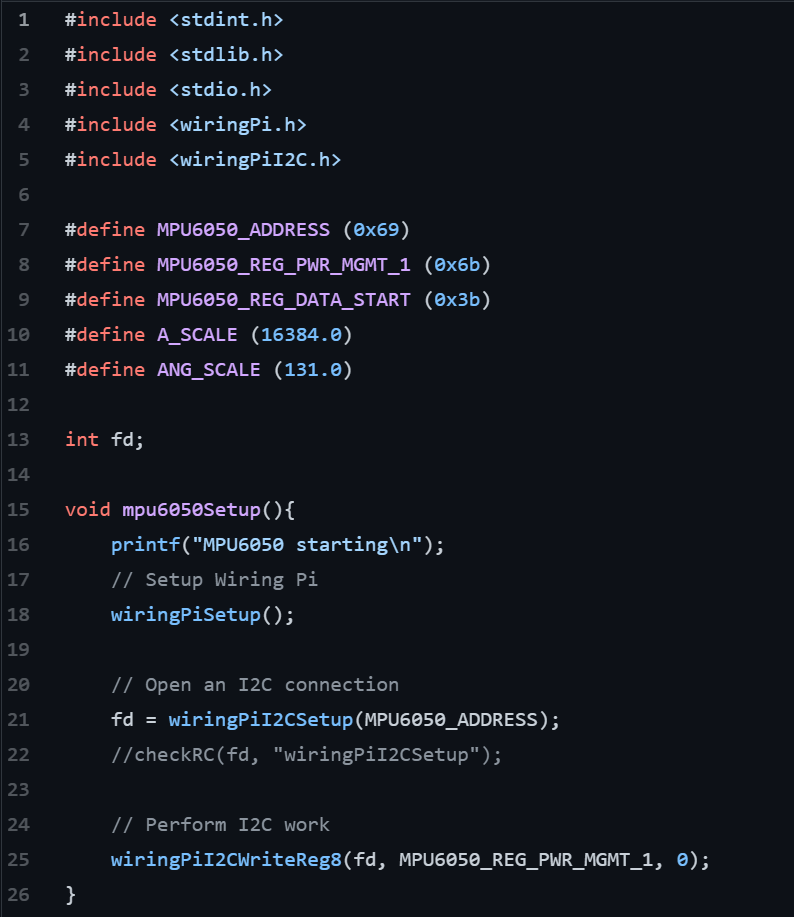 1 #include <stdint.h>
2 #include <stdlib.h>
3 #include <stdio.h>
4 #include <wiringPi.h>
5 #include <wiringPiI2C.h>
6
7 #define MPU6050_ADDRESS (0x69)
8 #define MPU6050_REG_PWR_MGMT_1 (0x6b)
9 #define MPU6050_REG_DATA_START (0x3b)
10 #define A_SCALE (16384.0)
11 #define ANG_SCALE (131.0)
12
13 int fd;
14
15 void mpu6050Setup(){
16     printf("MPU6050 starting\n");
17     // Setup Wiring Pi
18     wiringPiSetup();
19
20     // Open an I2C connection
21     fd = wiringPiI2CSetup(MPU6050_ADDRESS);
22     //checkRC(fd, "wiringPiI2CSetup");
23
24     // Perform I2C work
25     wiringPiI2CWriteReg8(fd, MPU6050_REG_PWR_MGMT_1, 0);
26 }